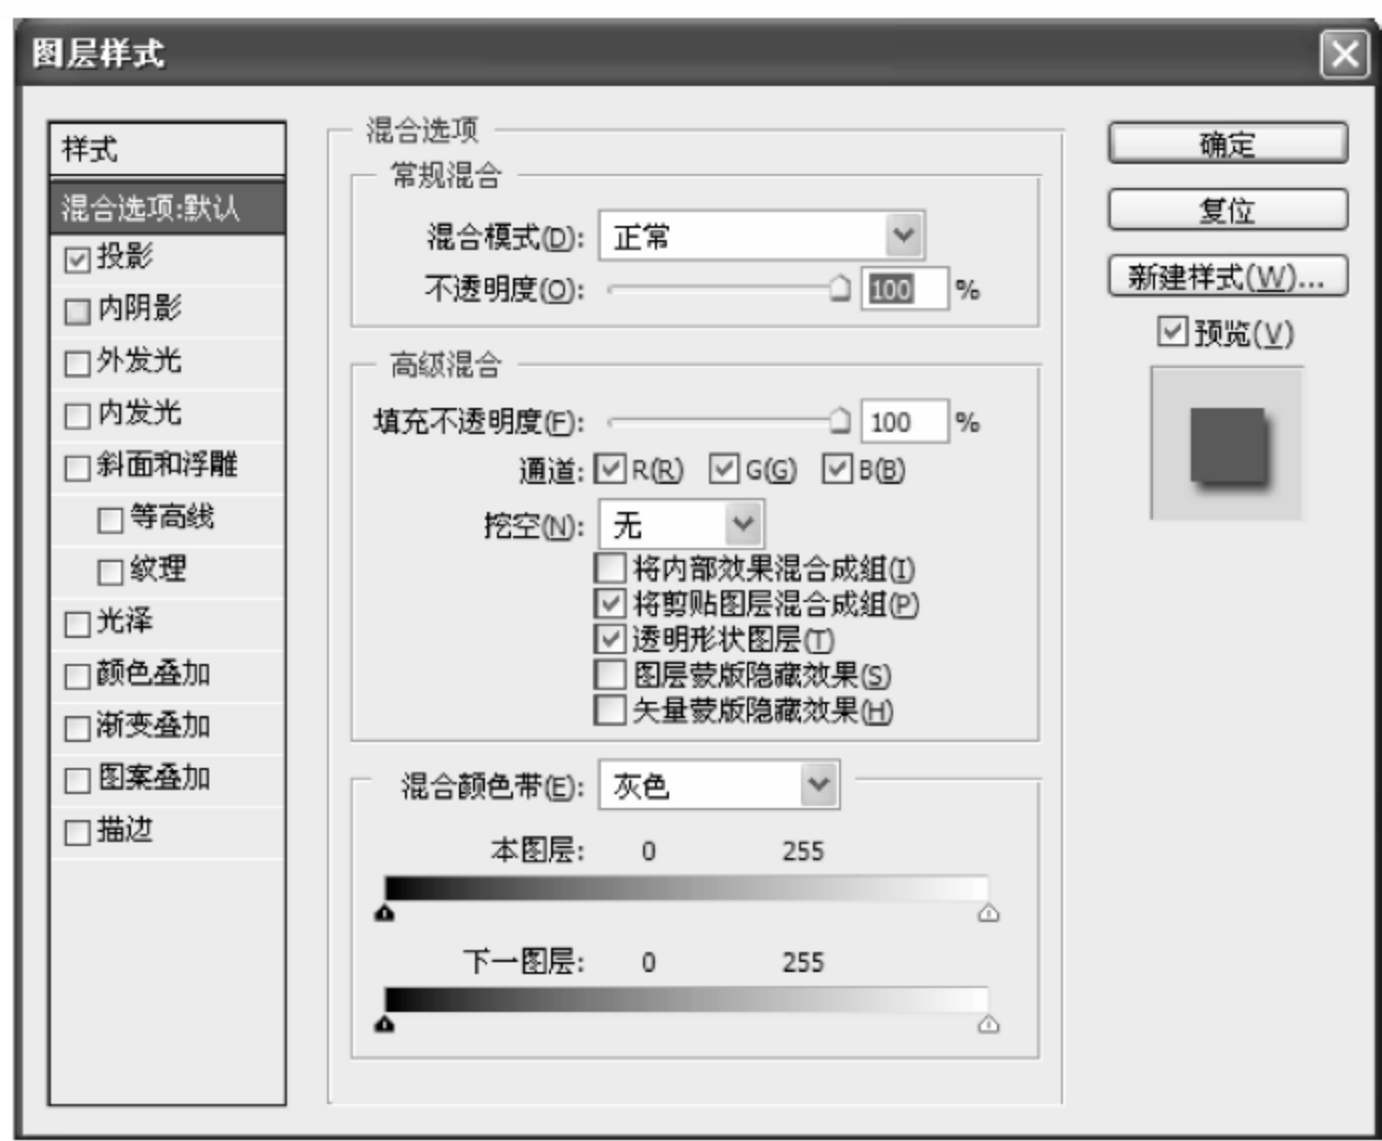 图层样式
样式
混合选项:默认
投影
内阴影
外发光
内发光
斜面和浮雕
等高线
纹理
光泽
颜色叠加
渐变叠加
图案叠加
描边
混合选项
常规混合
混合模式(D): 正常
不透明度(O): 100 %
高级混合
填充不透明度(F): 100 %
通道: R(R) G(G) B(B)
挖空(N): 无
将内部效果混合成组(I)
将剪贴图层混合成组(P)
透明形状图层(T)
图层蒙版隐藏效果(S)
矢量蒙版隐藏效果(H)
混合颜色带(E): 灰色
本图层: 0 255
下一图层: 0 255
确定
复位
新建样式(W)...
预览(V)